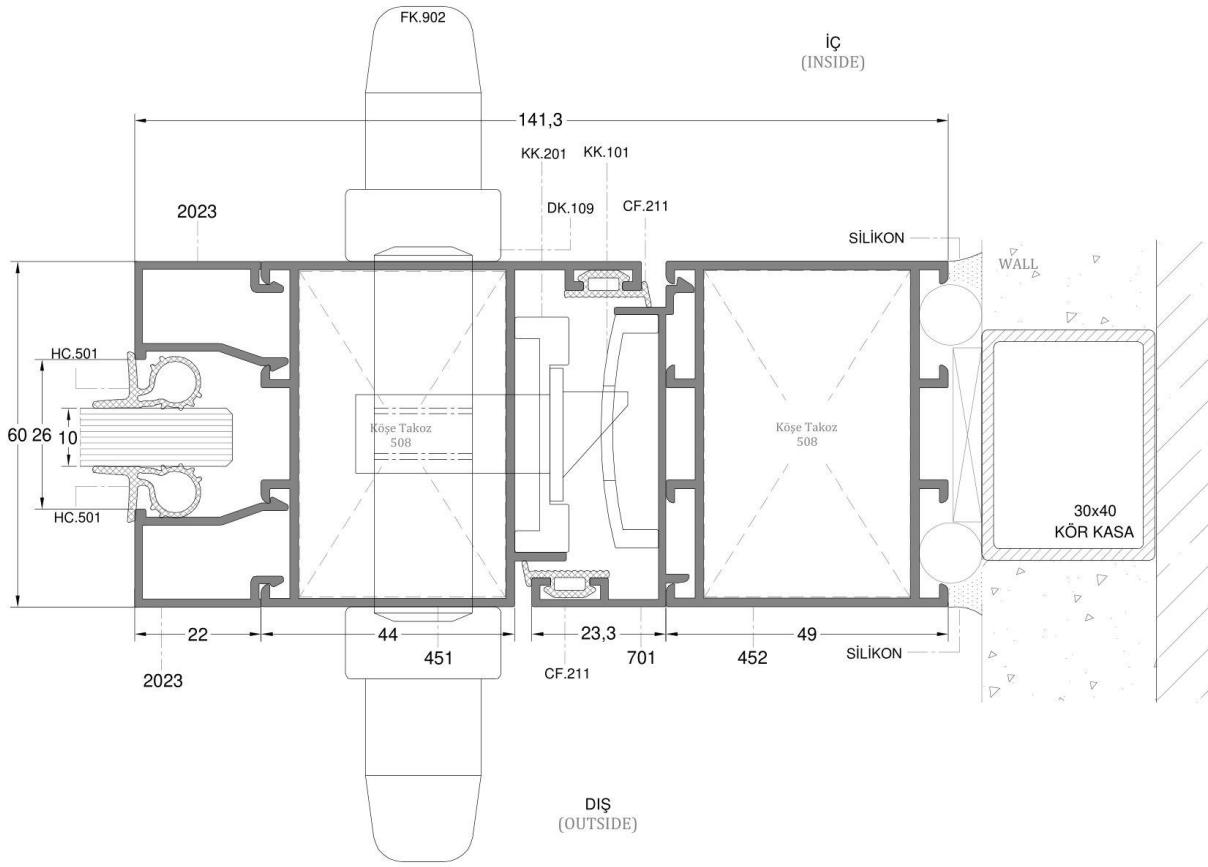 FK.902
İÇ
(INSIDE)
141,3
KK.201
KK.101
2023
DK.109
CF.211
SİLİKON
WALL
HC.501
60
26
10
Köşe Takoz
508
Köşe Takoz
508
HC.501
30x40
KÖR KASA
22
44
23,3
49
451
701
452
SİLİKON
CF.211
2023
DIŞ
(OUTSIDE)